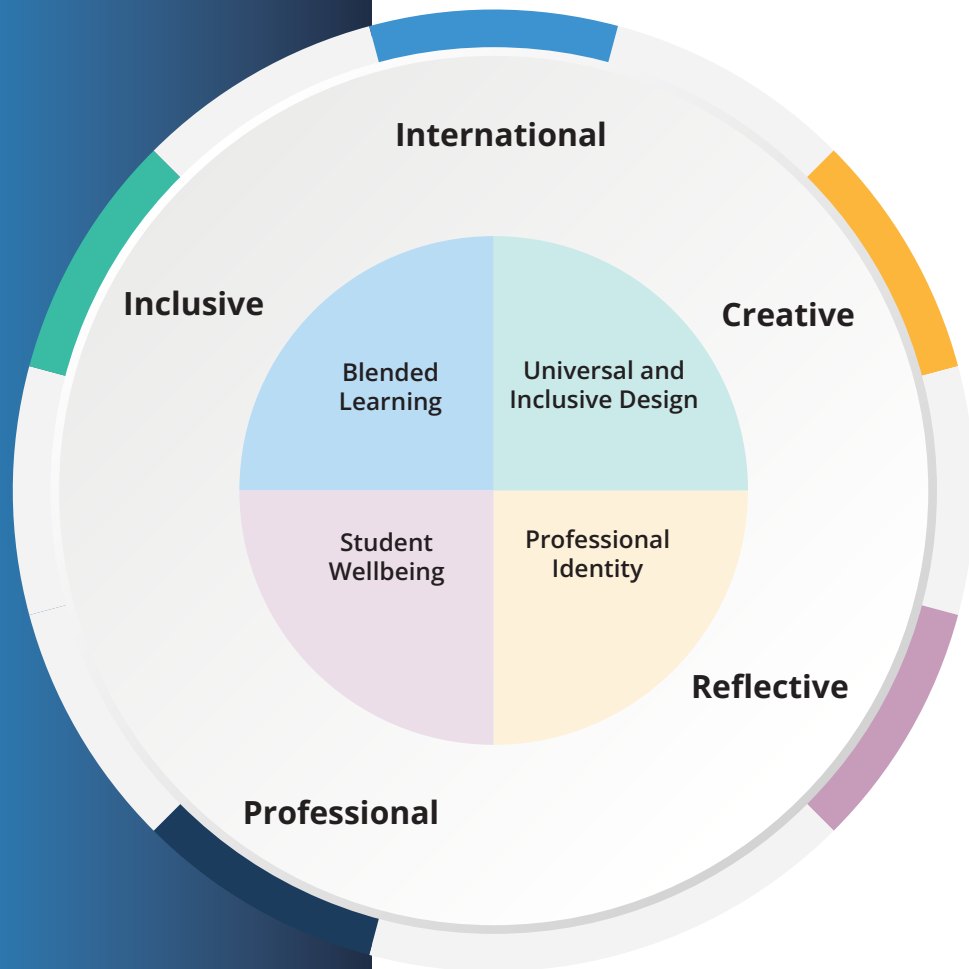 International
Inclusive
Creative
Blended
Learning
Universal and
Inclusive Design
Student
Wellbeing
Professional
Identity
Reflective
Professional